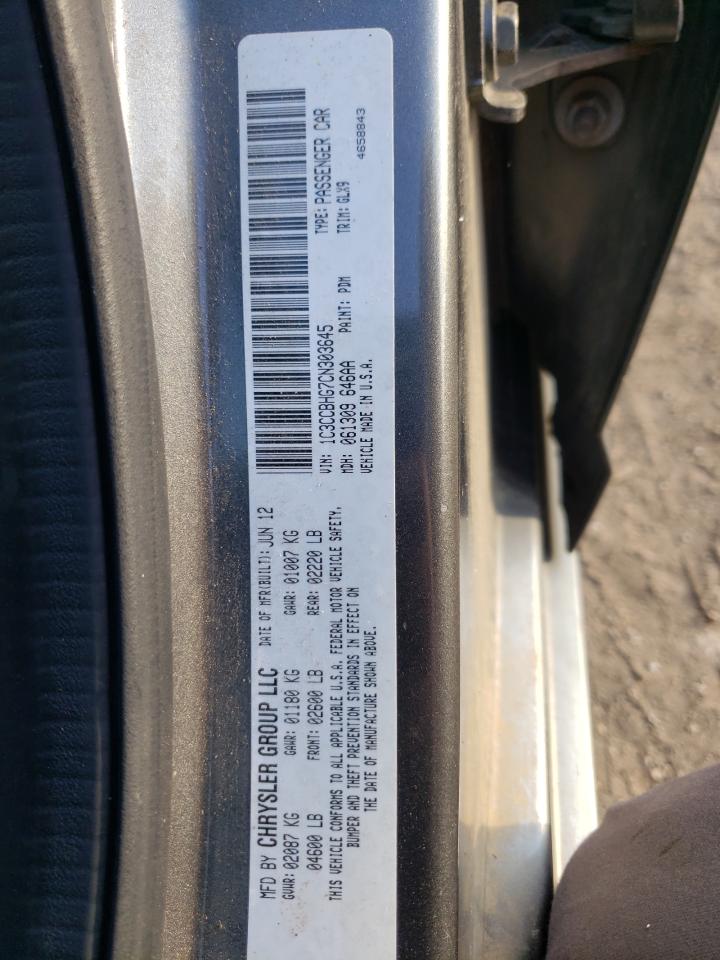 MFD BY CHRYSLER GROUP LLC DATE OF MFR(BUILT): JUN 12
GVWR: 02087 KG GAWR: 01180 KG GAWR: 01007 KG
04600 LB FRONT: 02600 LB REAR: 02220 LB
THIS VEHICLE CONFORMS TO ALL APPLICABLE U.S.A. FEDERAL MOTOR VEHICLE SAFETY,
BUMPER AND THEFT PREVENTION STANDARDS IN EFFECT ON
THE DATE OF MANUFACTURE SHOWN ABOVE.
VIN: 1C3CCBHG7CN303645 TYPE: PASSENGER CAR
MDH: 061309 646AA PAINT: PDM TRIM: GLX9
VEHICLE MADE IN U.S.A.
4658843